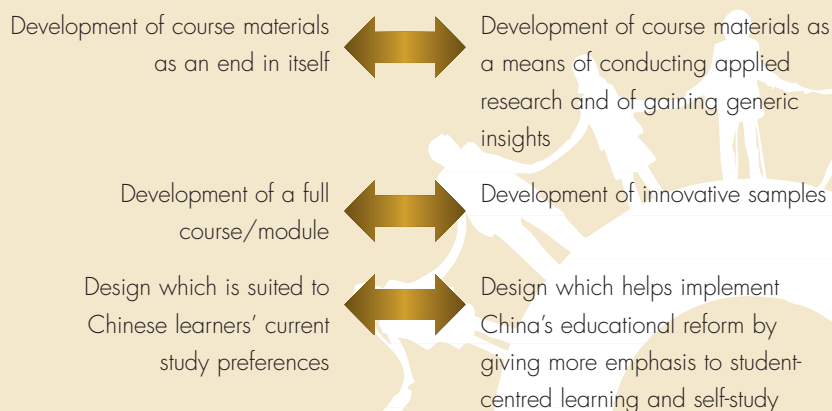 Development of course materials
as an end in itself
Development of course materials as
a means of conducting applied
research and of gaining generic
insights
Development of a full
course/module
Development of innovative samples
Design which is suited to
Chinese learners' current
study preferences
Design which helps implement
China's educational reform by
giving more emphasis to student-
centred learning and self-study